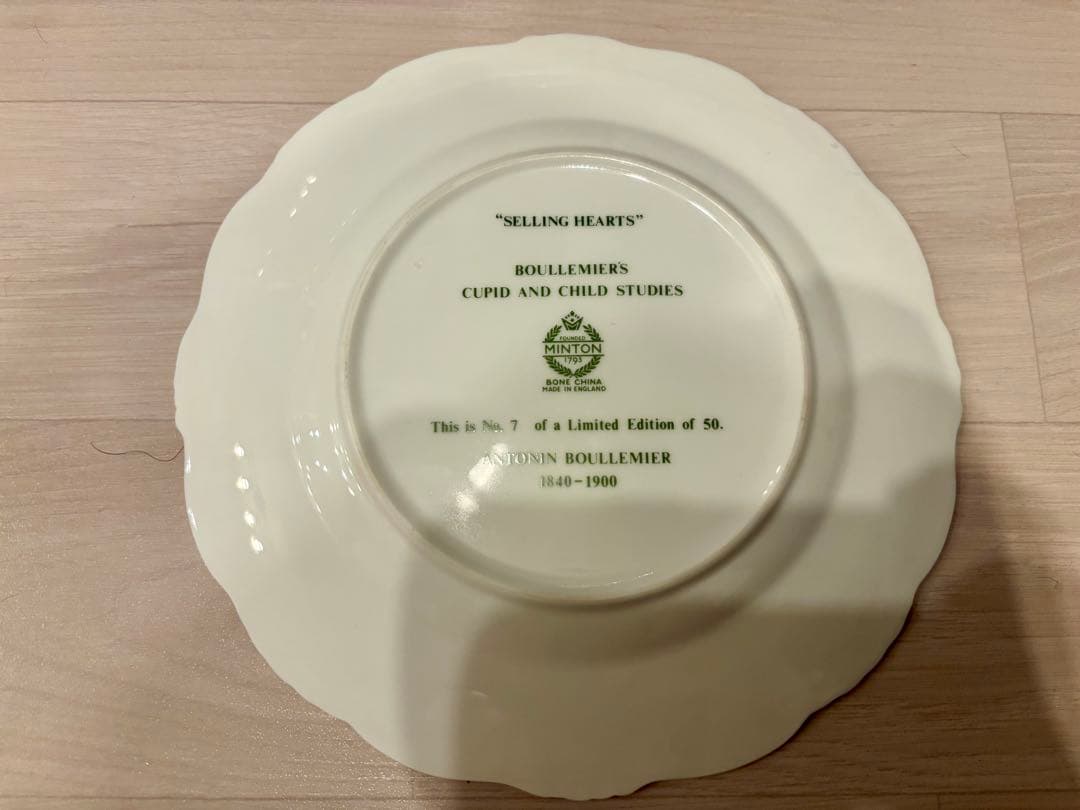 “SELLING HEARTS”
BOULLEMIER'S
CUPID AND CHILD STUDIES
FOUNDED
MINTON
1793
BONE CHINA
MADE IN ENGLAND
This is No. 7 of a Limited Edition of 50.
ANTONIN BOULLEMIER
1840-1900